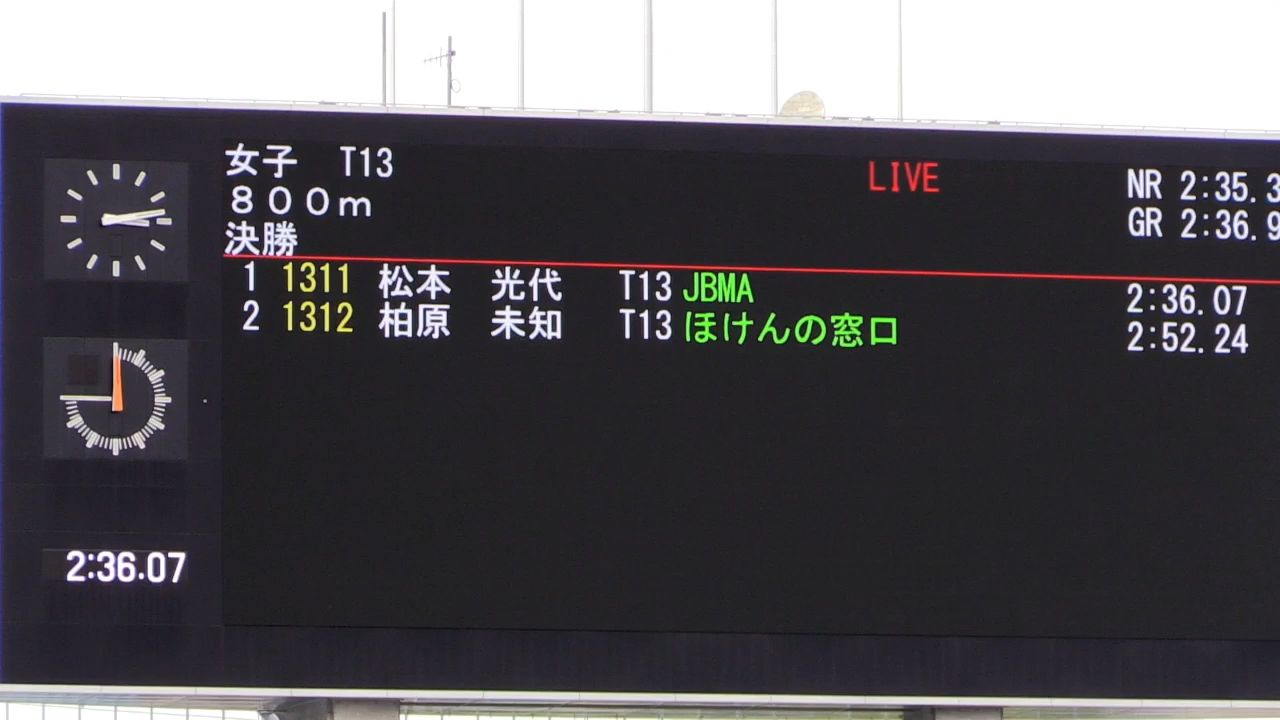 女子 T13
８００ｍ
決勝
LIVE
NR 2:35.3
GR 2:36.9
1 1311 松本 光代 T13 JBMA 2:36.07
2 1312 柏原 未知 T13 ほけんの窓口 2:52.24
2:36.07